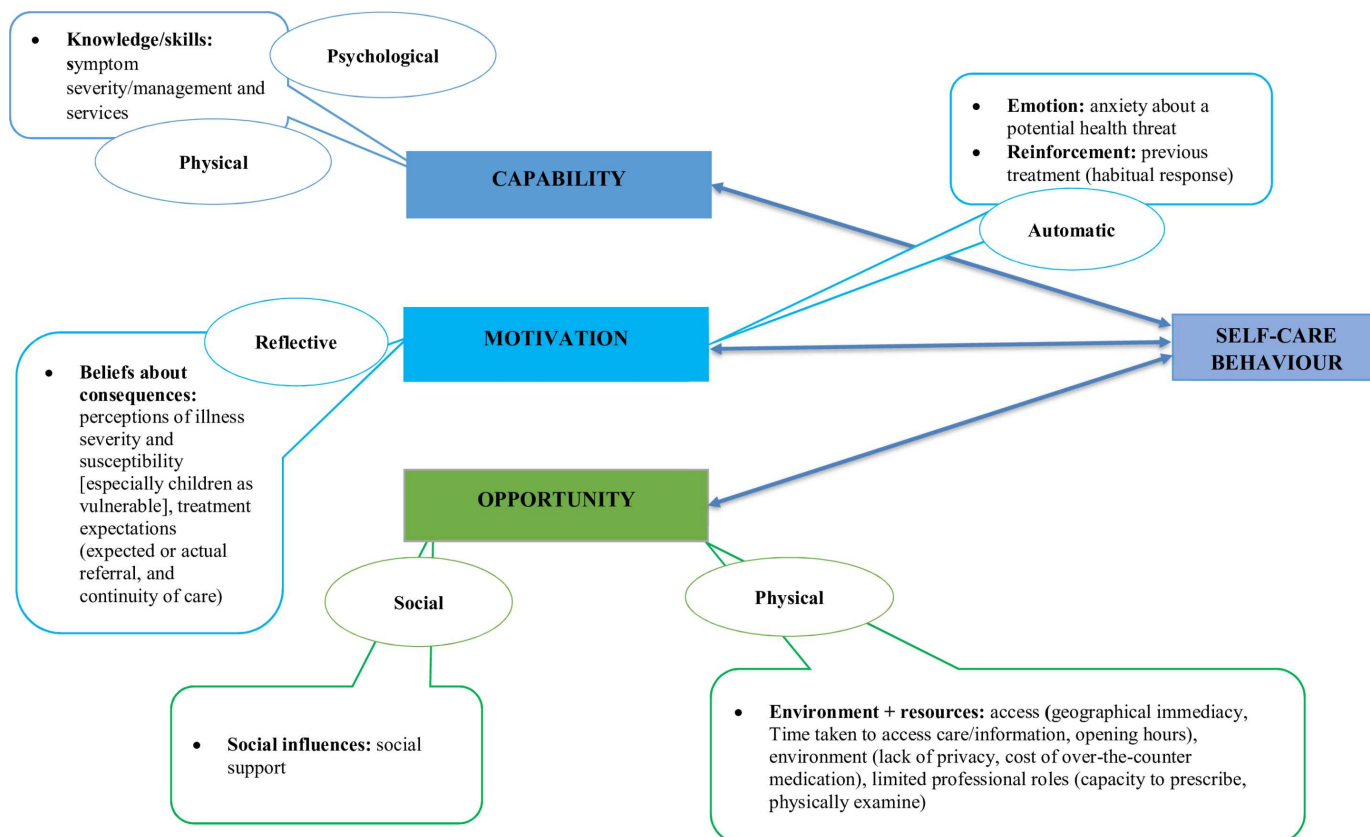 • Knowledge/skills:
symptom
severity/management and
services
Psychological
Physical
CAPABILITY
• Emotion: anxiety about a
potential health threat
• Reinforcement: previous
treatment (habitual response)
Automatic
Reflective
MOTIVATION
SELF-CARE
BEHAVIOUR
• Beliefs about
consequences:
perceptions of illness
severity and
susceptibility
[especially children as
vulnerable], treatment
expectations
(expected or actual
referral, and
continuity of care)
OPPORTUNITY
Social
Physical
• Social influences: social
support
• Environment + resources: access (geographical immediacy,
Time taken to access care/information, opening hours),
environment (lack of privacy, cost of over-the-counter
medication), limited professional roles (capacity to prescribe,
physically examine)